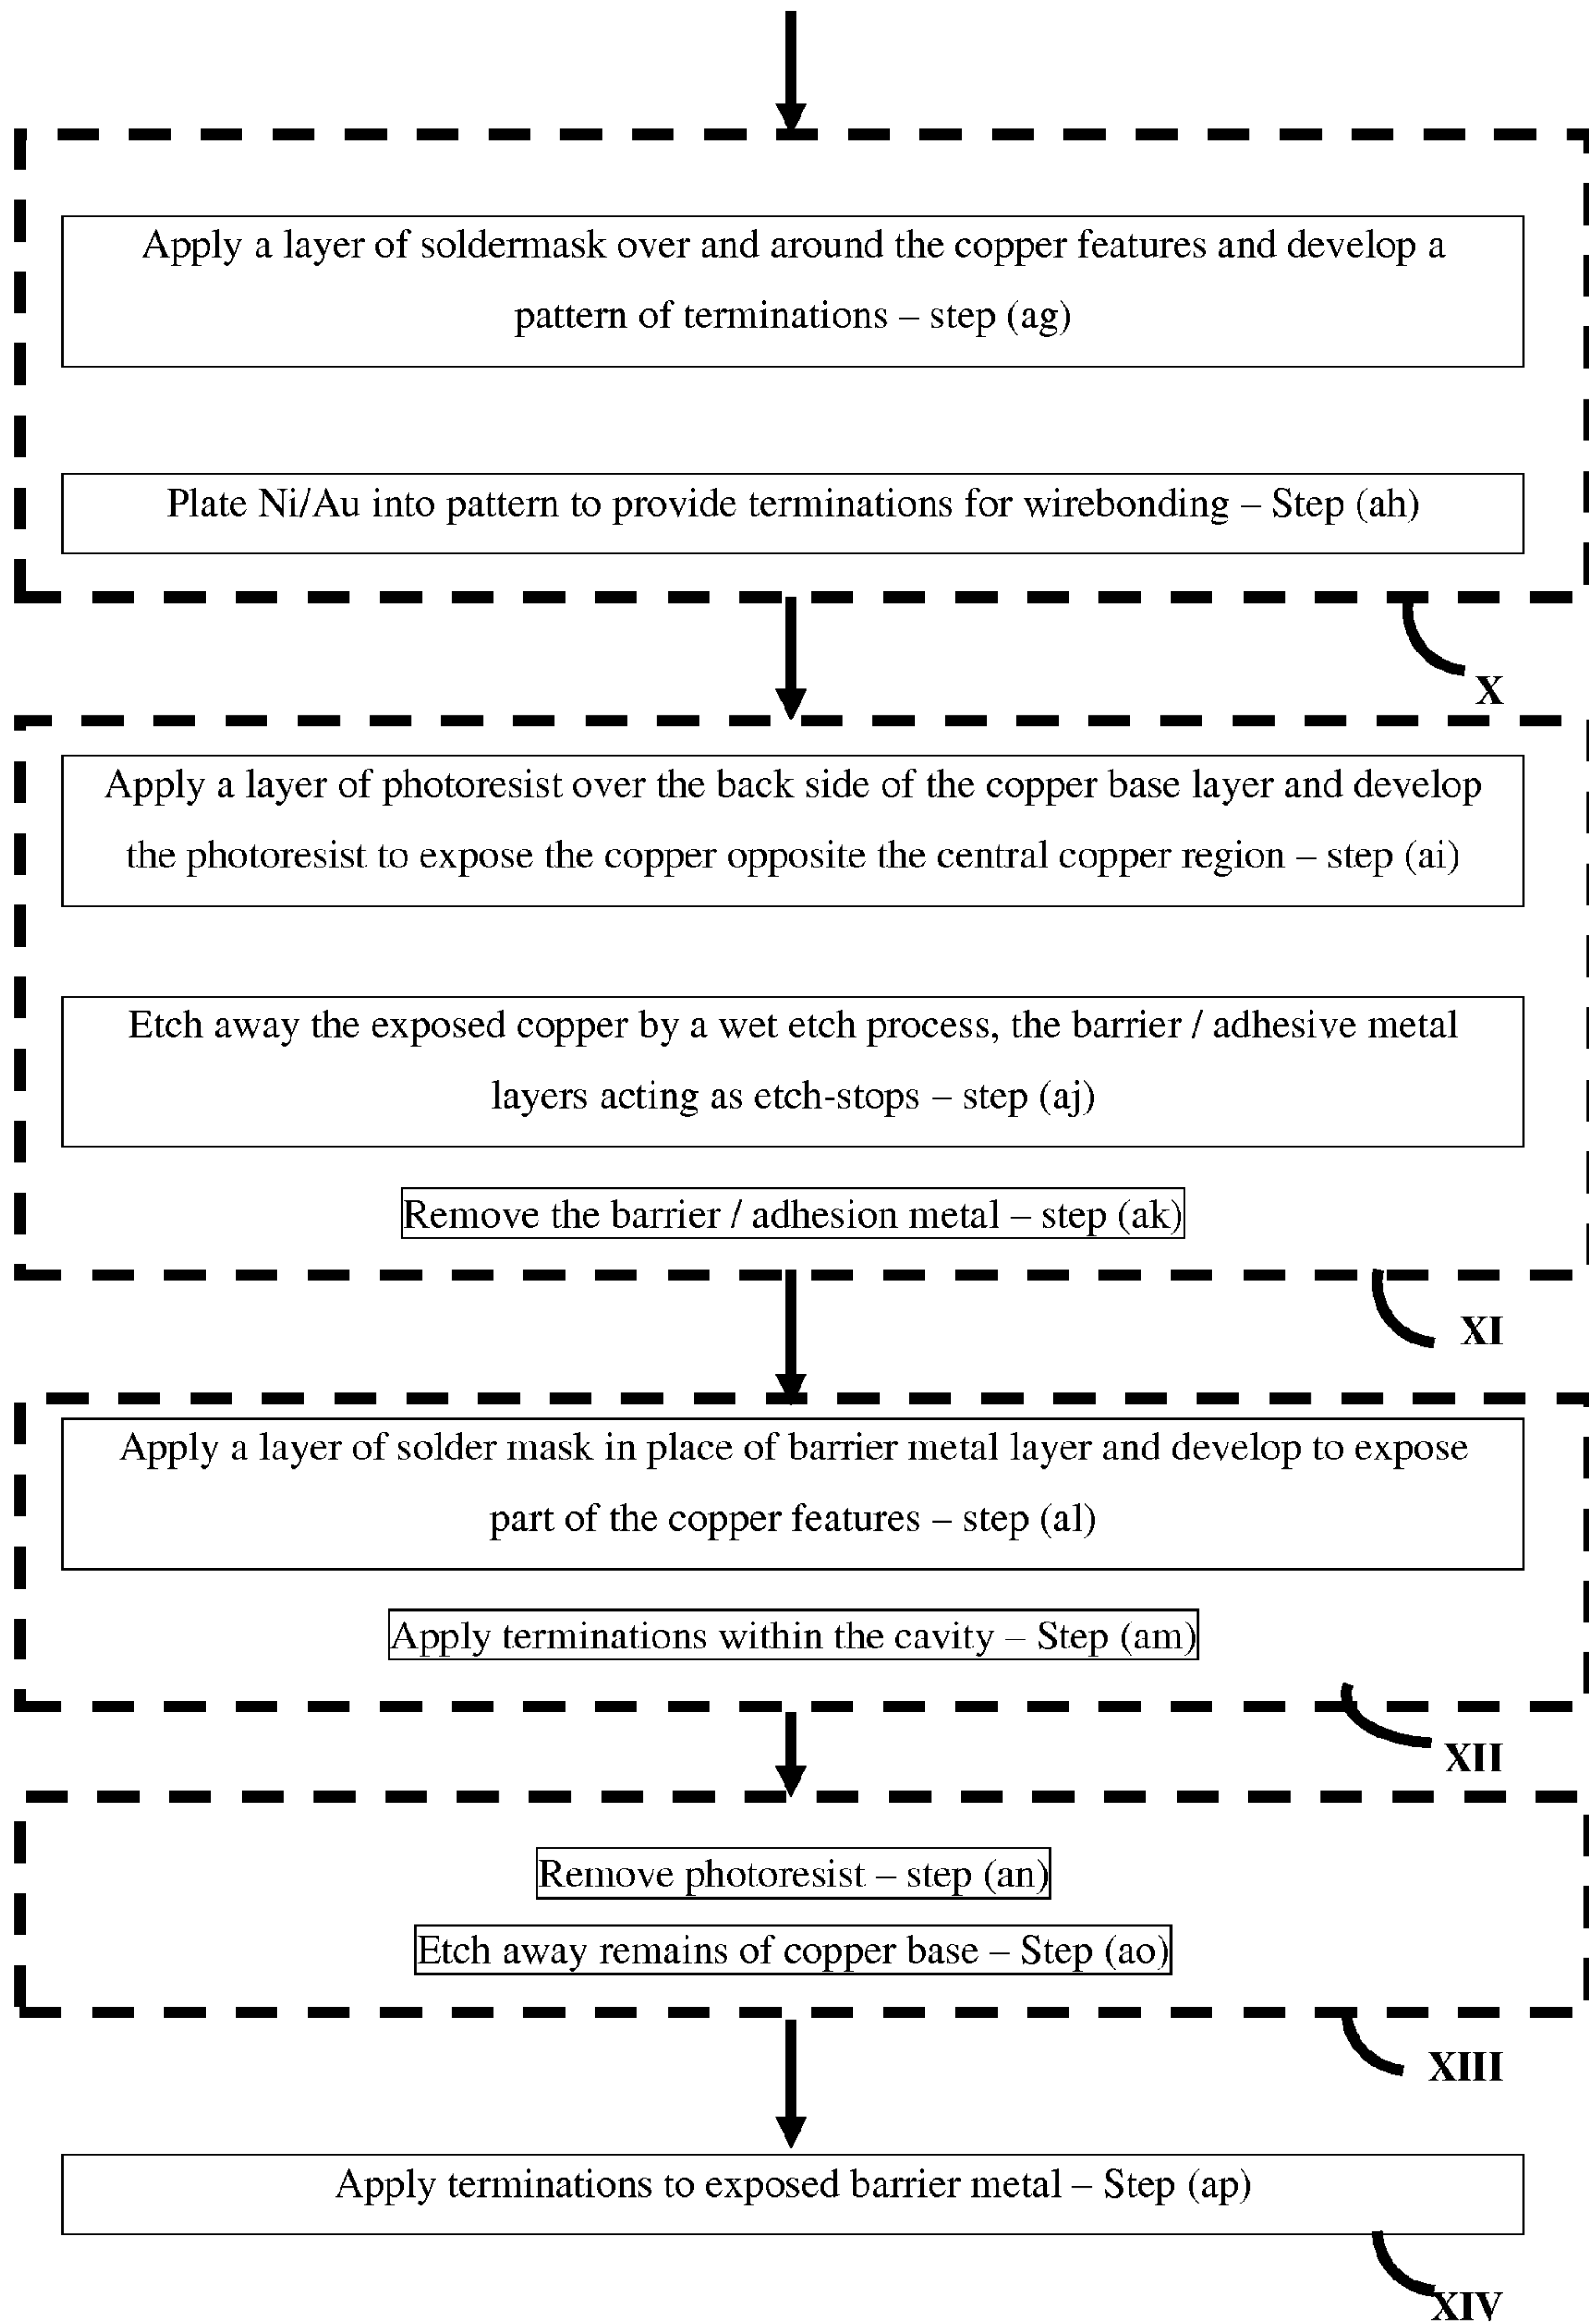 Apply a layer of soldermask over and around the copper features and develop a
pattern of terminations – step (ag)
Plate Ni/Au into pattern to provide terminations for wirebonding – Step (ah)
X
Apply a layer of photoresist over the back side of the copper base layer and develop
the photoresist to expose the copper opposite the central copper region – step (ai)
Etch away the exposed copper by a wet etch process, the barrier / adhesive metal
layers acting as etch-stops – step (aj)
Remove the barrier / adhesion metal – step (ak)
XI
Apply a layer of solder mask in place of barrier metal layer and develop to expose
part of the copper features – step (al)
Apply terminations within the cavity – Step (am)
XII
Remove photoresist – step (an)
Etch away remains of copper base – Step (ao)
XIII
Apply terminations to exposed barrier metal – Step (ap)
XIV